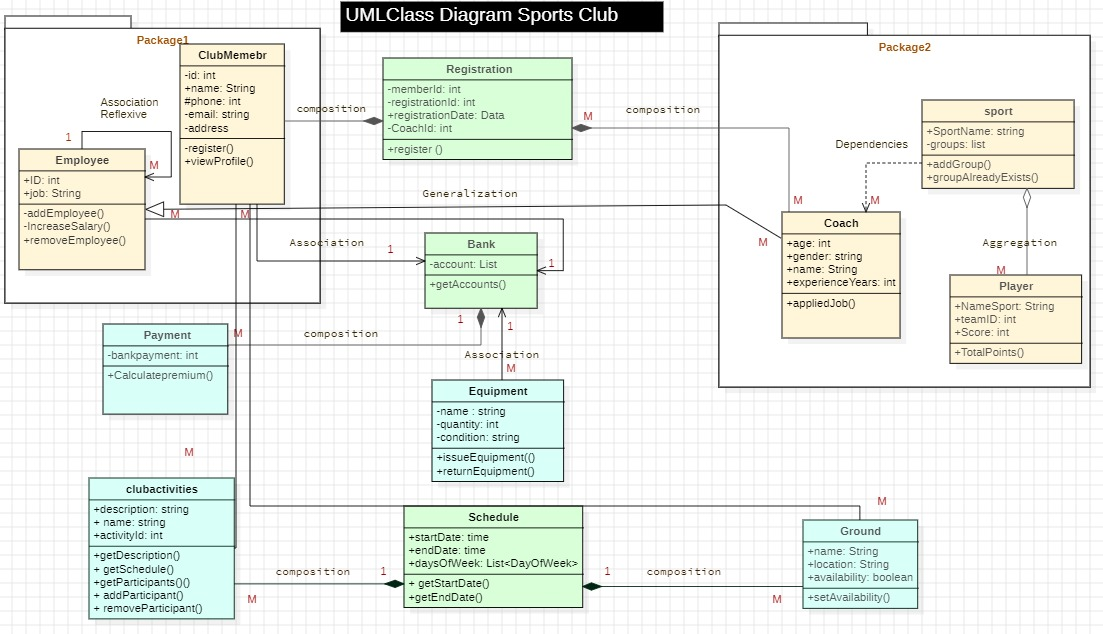 UMLClass Diagram Sports Club
Package1
ClubMemebr
-id: int
+name: String
#phone: int
-email: string
-address
-register()
+viewProfile()
Association
Reflexive
1
M
Employee
+ID: int
+job: String
-addEmployee()
-IncreaseSalary()
+removeEmployee()
M
M
composition
Registration
-memberId: int
-registrationId: int
+registrationDate: Data
-CoachId: int
+register ()
M
composition
Generalization
Package2
sport
+SportName: string
-groups: list
+addGroup()
+groupAlreadyExists()
Dependencies
M
M
M
Coach
+age: int
+gender: string
+name: String
+experienceYears: int
+appliedJob()
Aggregation
M
Player
+NameSport: String
+teamID: int
+Score: int
+TotalPoints()
Association
1
Bank
-account: List
+getAccounts()
1
1
1
Association
M
M
composition
Payment
-bankpayment: int
+Calculatepremium()
Equipment
-name : string
-quantity: int
-condition: string
+issueEquipment(()
+returnEquipment()
M
clubactivities
+description: string
+ name: string
+activityId: int
+getDescription()
+ getSchedule()
+getParticipants()()
+ addParticipant()
+ removeParticipant()
composition
1
M
Schedule
+startDate: time
+endDate: time
+daysOfWeek: List<DayOfWeek>
+ getStartDate()
+getEndDate()
1
composition
M
M
Ground
+name: String
+location: String
+availability: boolean
+setAvailability()